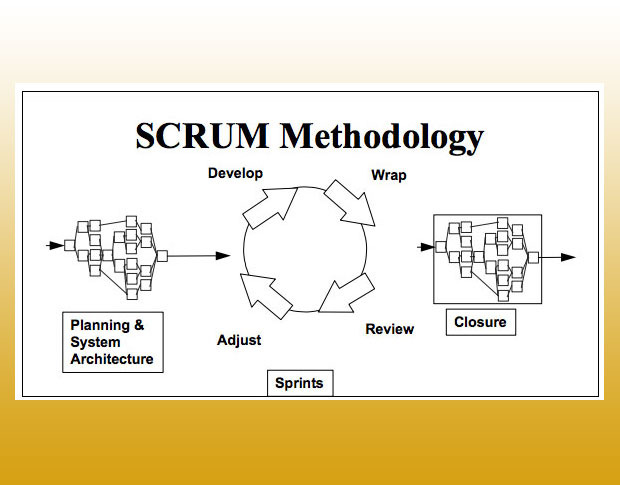 SCRUM Methodology
Develop
Wrap
Planning &
System
Architecture
Adjust
Review
Closure
Sprints